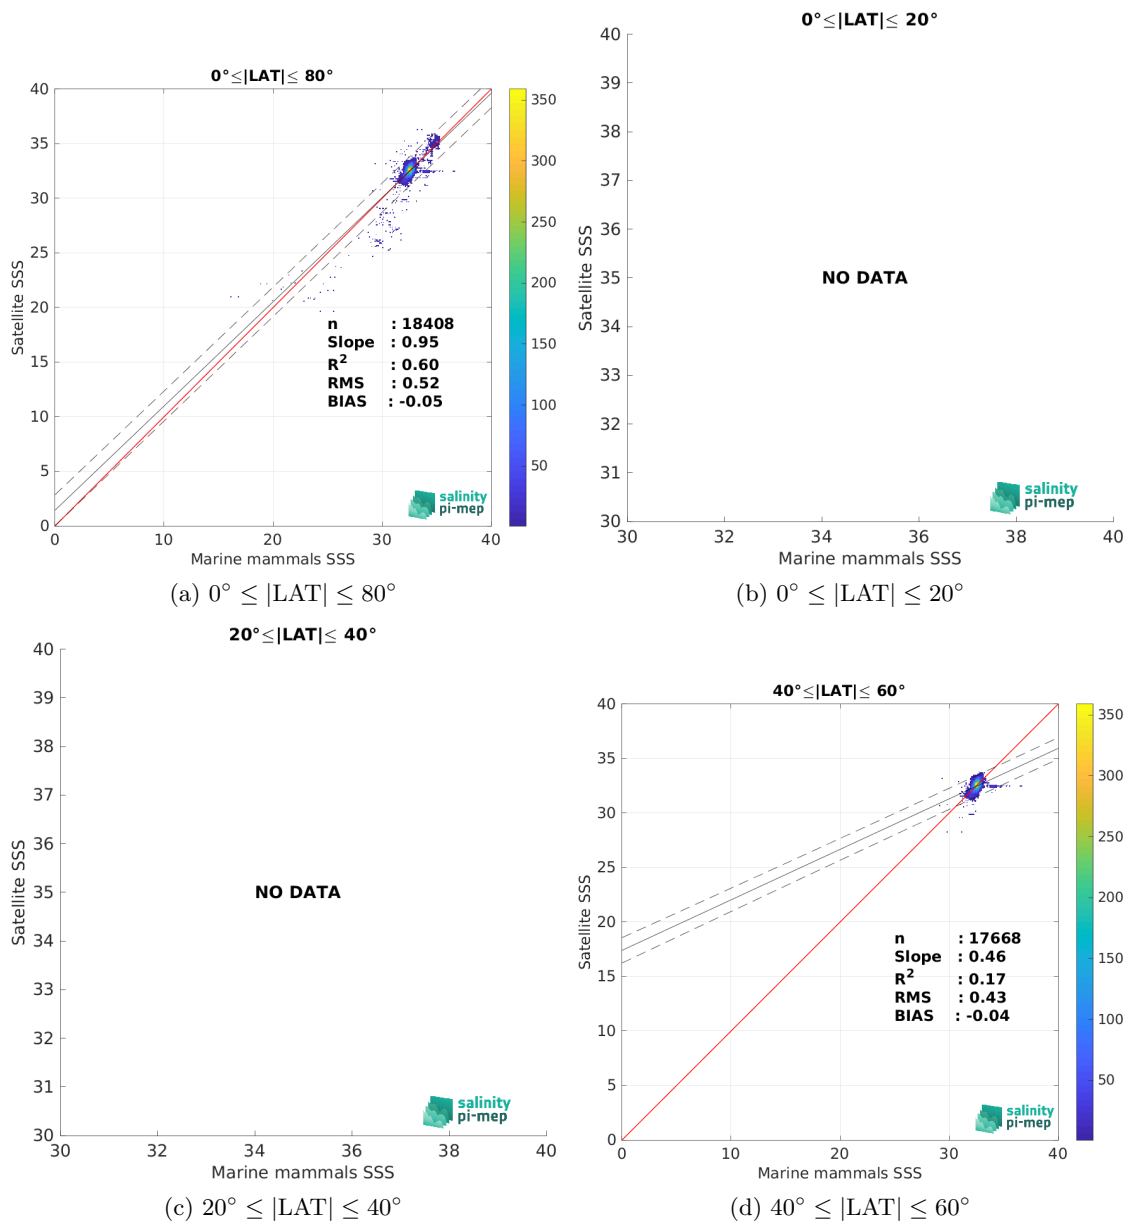 0°≤|LAT|≤ 80°
40
35
30
25
20
15
10
5
0
Satellite SSS
0
10
20
30
40
Marine mammals SSS
350
300
250
200
150
100
50
n : 18408
Slope : 0.95
R2 : 0.60
RMS : 0.52
BIAS : -0.05
salinity
pi-mep
(a) 0° ≤ |LAT| ≤ 80°
0°≤|LAT|≤ 20°
40
39
38
37
36
35
34
33
32
31
30
Satellite SSS
NO DATA
salinity
pi-mep
30
32
34
36
38
40
Marine mammals SSS
(b) 0° ≤ |LAT| ≤ 20°
20°≤|LAT|≤ 40°
40
39
38
37
36
35
34
33
32
31
30
Satellite SSS
NO DATA
salinity
pi-mep
30
32
34
36
38
40
Marine mammals SSS
(c) 20° ≤ |LAT| ≤ 40°
40°≤|LAT|≤ 60°
40
35
30
25
20
15
10
5
0
Satellite SSS
0
10
20
30
40
Marine mammals SSS
350
300
250
200
150
100
50
n : 17668
Slope : 0.46
R2 : 0.17
RMS : 0.43
BIAS : -0.04
salinity
pi-mep
(d) 40° ≤ |LAT| ≤ 60°